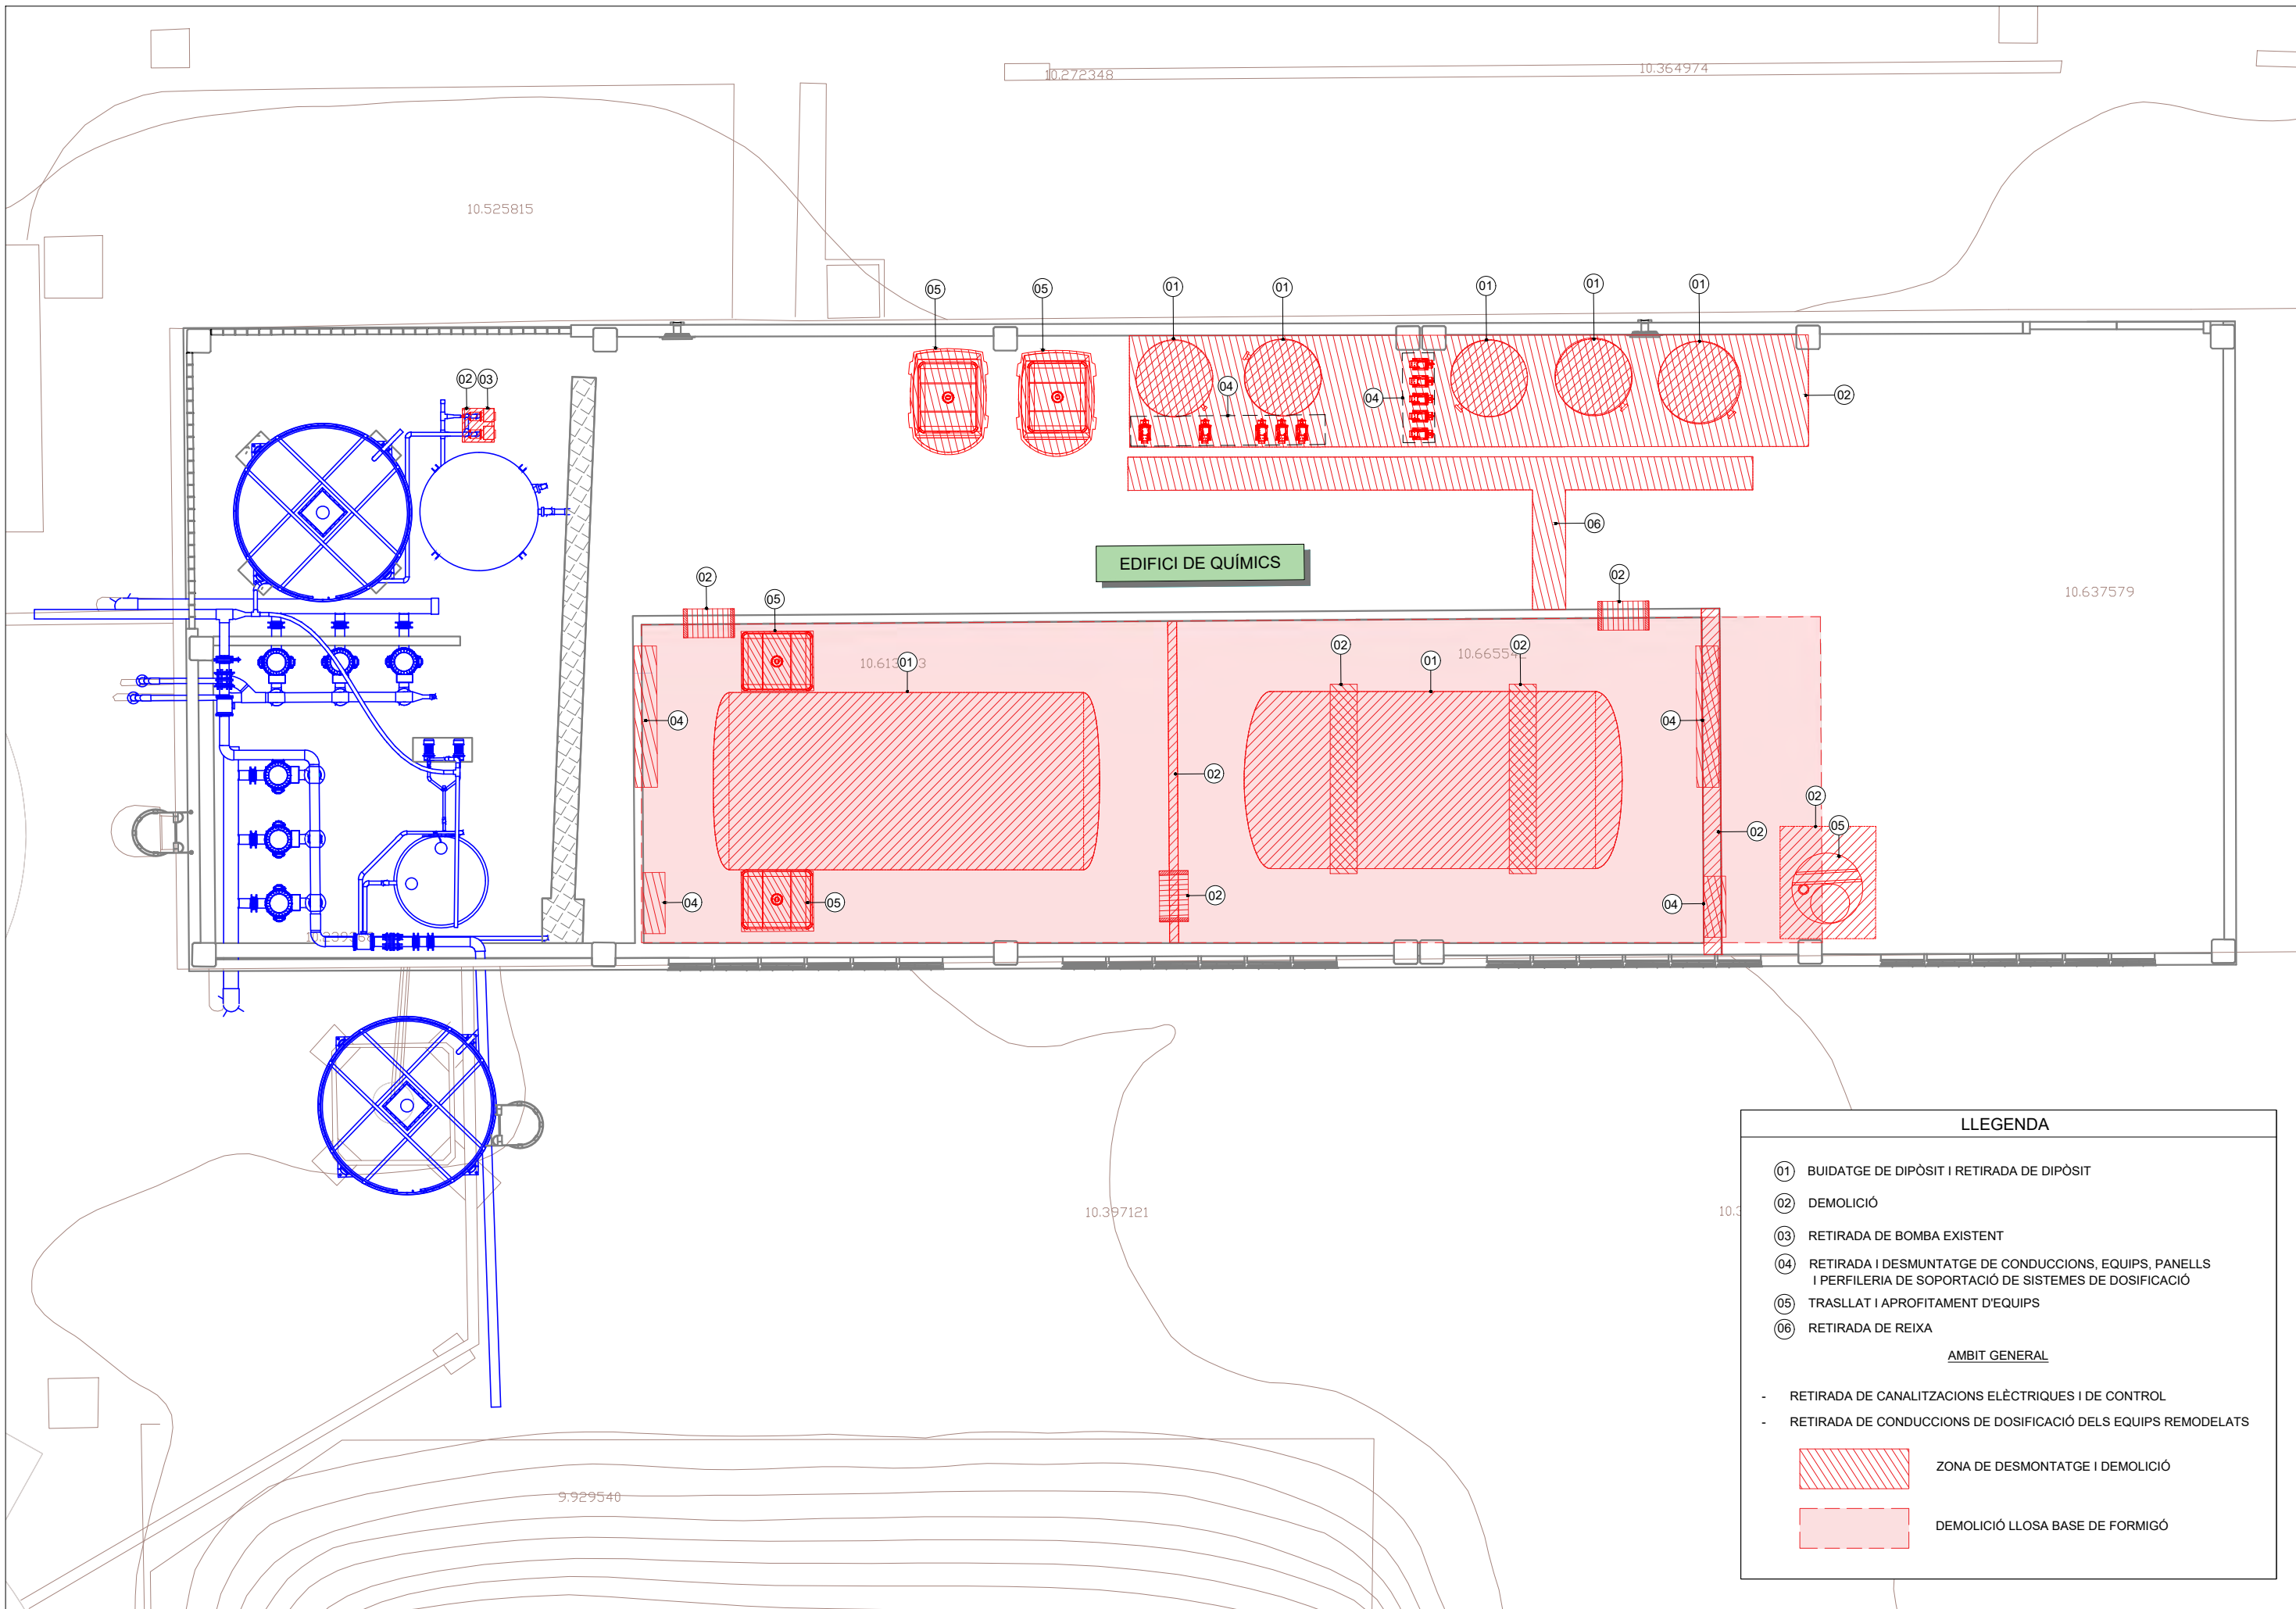 10.272348
10.364974
10.525815
05
05
01
01
01
01
01
02
03
04
04
02
06
EDIFICI DE QUÍMICS
02
05
02
10.637579
01
02
01
02
10.665542
04
04
02
02
02
05
04
05
02
04
10.397121
9.929540
LLEGENDA
01 BUIDATGE DE DIPÒSIT I RETIRADA DE DIPÒSIT
02 DEMOLICIÓ
03 RETIRADA DE BOMBA EXISTENT
04 RETIRADA I DESMUNTATGE DE CONDUCCIONS, EQUIPS, PANELLS
I PERFILERIA DE SOPORTACIÓ DE SISTEMES DE DOSIFICACIÓ
05 TRASLLAT I APROFITAMENT D'EQUIPS
06 RETIRADA DE REIXA
AMBIT GENERAL
- RETIRADA DE CANALITZACIONS ELÈCTRIQUES I DE CONTROL
- RETIRADA DE CONDUCCIONS DE DOSIFICACIÓ DELS EQUIPS REMODELATS
ZONA DE DESMONTATGE I DEMOLICIÓ
DEMOLICIÓ LLOSA BASE DE FORMIGÓ